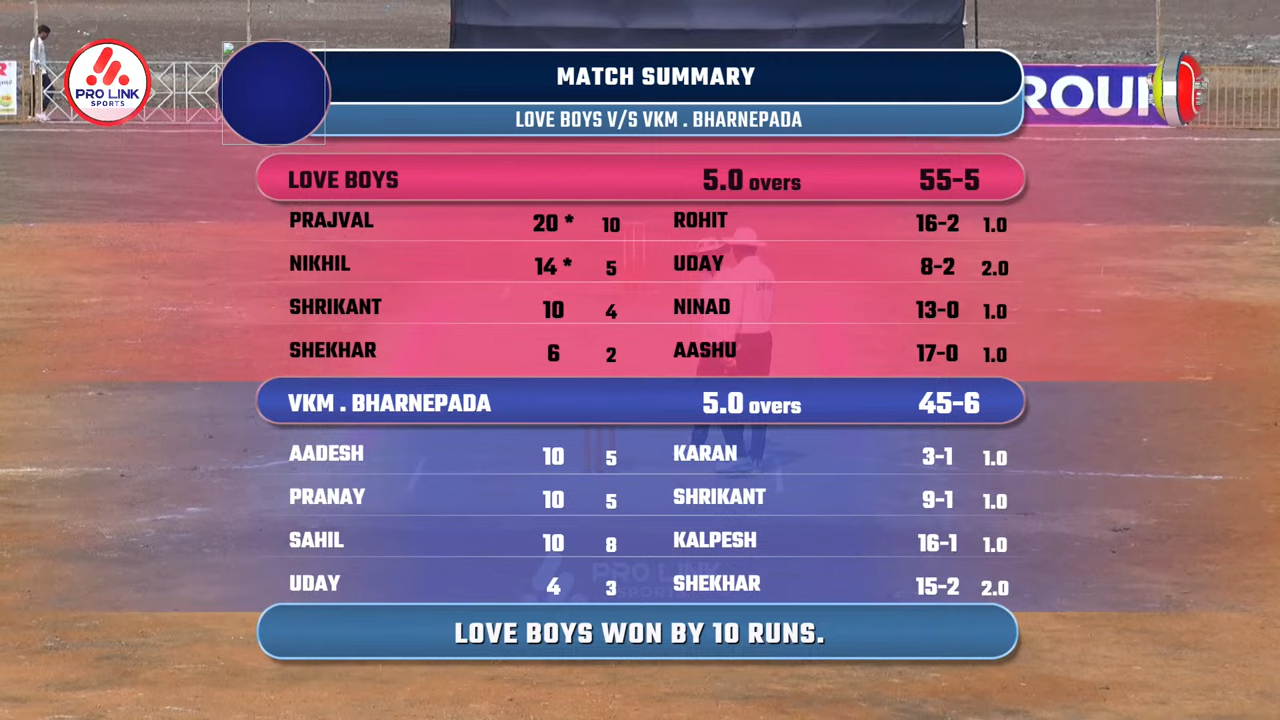 PRO LINK
SPORTS
MATCH SUMMARY
LOVE BOYS V/S VKM . BHARNEPADA
ROUN
LOVE BOYS 5.0 overs 55-5
PRAJVAL 20 * 10 ROHIT 16-2 1.0
NIKHIL 14 * 5 UDAY 8-2 2.0
SHRIKANT 10 4 NINAD 13-0 1.0
SHEKHAR 6 2 AASHU 17-0 1.0
VKM . BHARNEPADA 5.0 overs 45-6
AADESH 10 5 KARAN 3-1 1.0
PRANAY 10 5 SHRIKANT 9-1 1.0
SAHIL 10 8 KALPESH 16-1 1.0
PRO LINK
SPORTS
UDAY 4 3 SHEKHAR 15-2 2.0
LOVE BOYS WON BY 10 RUNS.